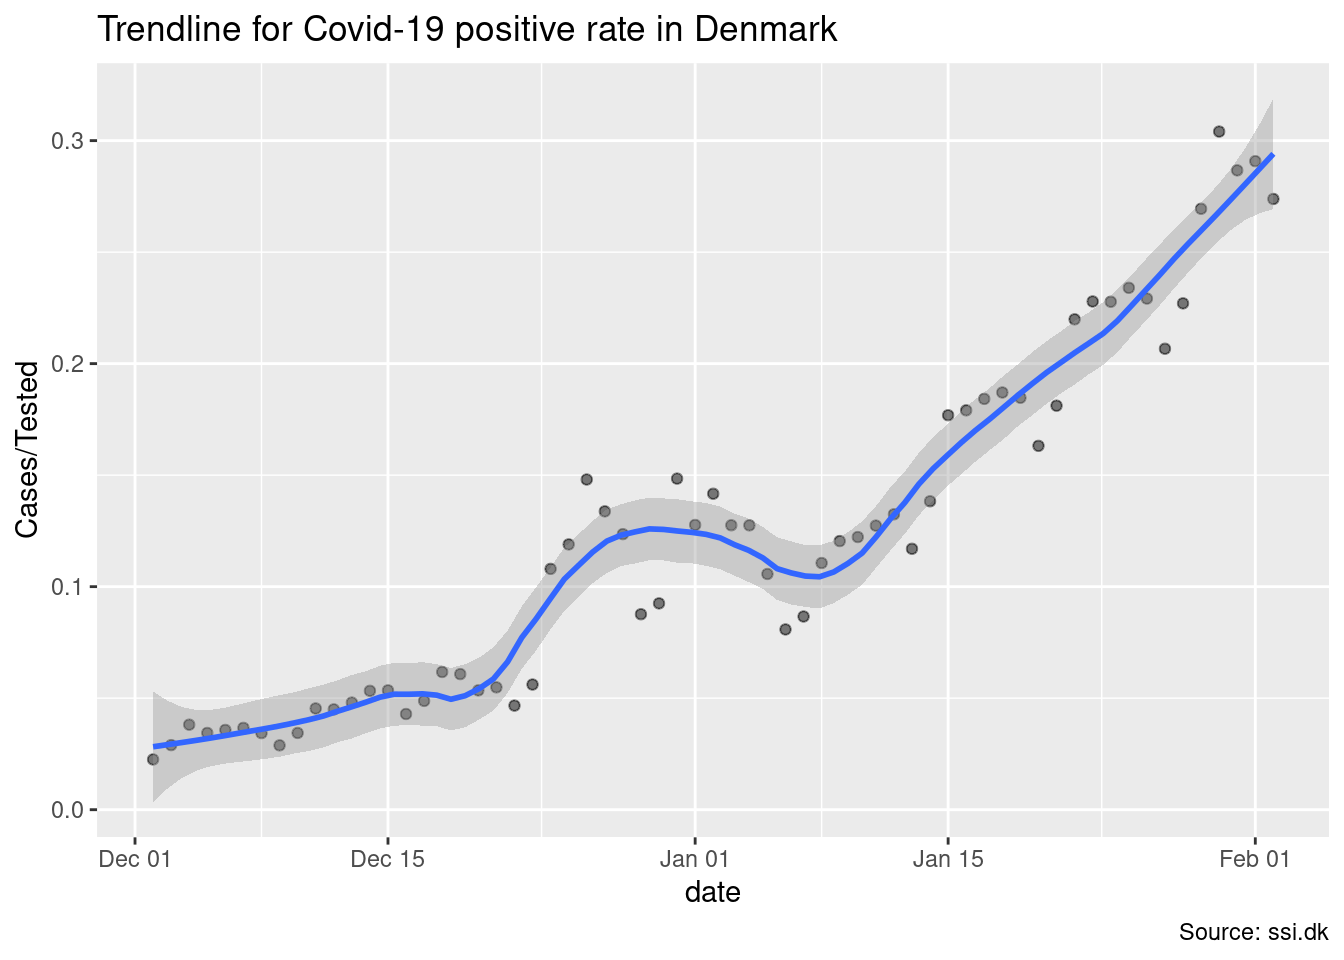 Trendline for Covid-19 positive rate in Denmark
Cases/Tested
0.3
0.2
0.1
0.0
Dec 01 Dec 15 Jan 01 Jan 15 Feb 01
date
Source: ssi.dk